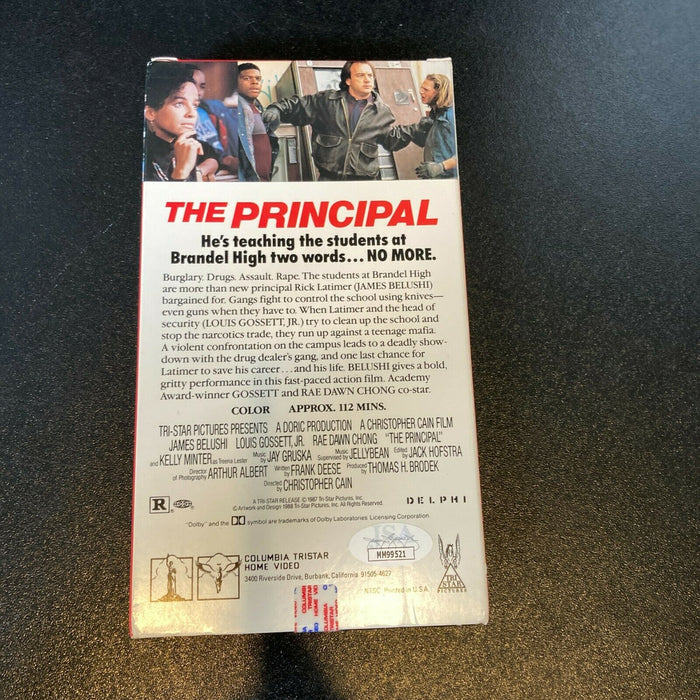 THE PRINCIPAL
He's teaching the students at
Brandel High two words... NO MORE.
Burglary. Drugs. Assault. Rape. The students at Brandel High
are more than new principal Rick Latimer (JAMES BELUSHI)
bargained for. Gangs fight to control the school using knives—
even guns when they have to. When Latimer and the head of
security (LOUIS GOSSETT, JR.) try to clean up the school and
stop the narcotics trade, they run up against a teenage mafia.
A violent confrontation on the campus leads to a deadly show-
down with the drug dealer's gang, and one last chance for
Latimer to save his career...and his life. BELUSHI gives a bold,
gritty performance in this fast-paced action film. Academy
Award-winner GOSSETT and RAE DAWN CHONG co-star.
COLOR APPROX. 112 MINS.
TRI-STAR PICTURES PRESENTS A DORIC PRODUCTION A CHRISTOPHER CAIN FILM
JAMES BELUSHI LOUIS GOSSETT, JR. RAE DAWN CHONG "THE PRINCIPAL"
and KELLY MINTER as Treena Lester Music by JAY GRUSKA Music Supervised by JELLYBEAN Edited by JACK HOFSTRA
Director of Photography ARTHUR ALBERT Written by FRANK DEESE Produced by THOMAS H. BRODEK
Directed by CHRISTOPHER CAIN
A TRI-STAR RELEASE © 1987 Tri-Star Pictures, Inc.
© Artwork and Design 1988 Tri-Star Pictures, Inc. All Rights Reserved.
R
DELPHI
"Dolby" and the symbol are trademarks of Dolby Laboratories Licensing Corporation.
JSA
MM99521
COLUMBIA TRISTAR
HOME VIDEO
3400 Riverside Drive, Burbank, California 91505-4627
TRI
STAR
PICTURES
NTSC Printed in U.S.A.
COLUMBIA
TRISTAR
HOME VID